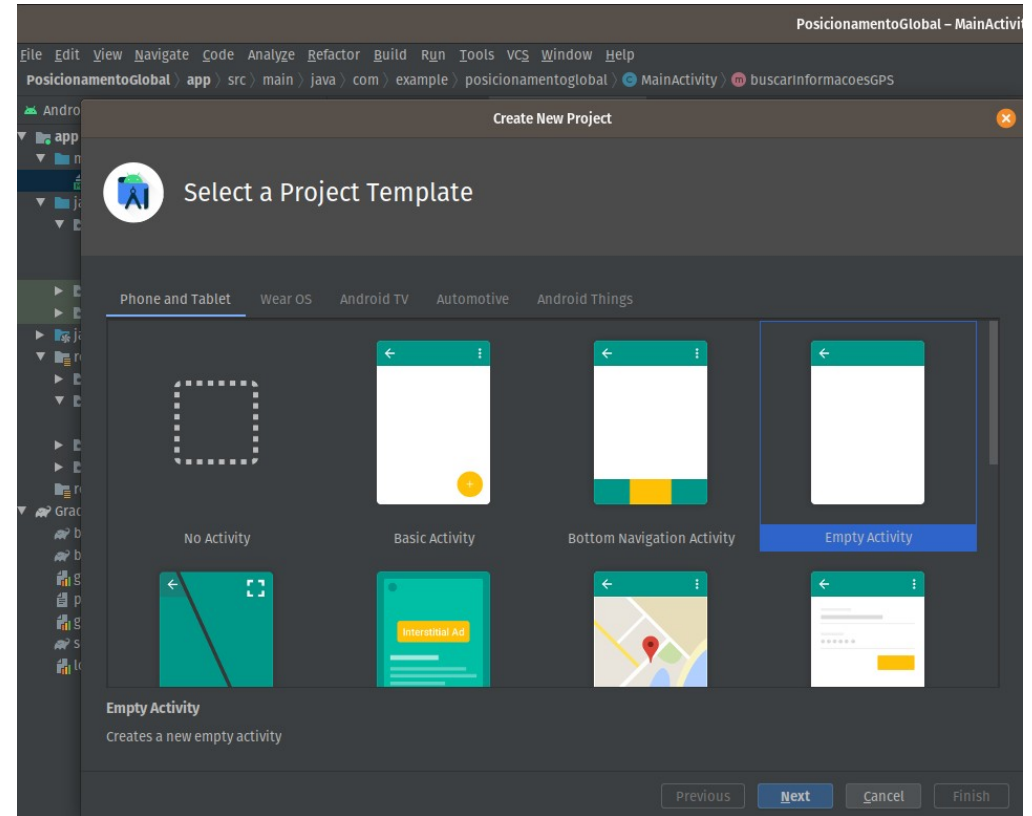 PosicionamentoGlobal – MainActivit
File Edit View Navigate Code Analyze Refactor Build Run Tools VCS Window Help
PosicionamentoGlobal app src main java com example posicionamentoglobal MainActivity buscarInformacoesGPS
Andro
Create New Project
app
Select a Project Template
Phone and Tablet Wear OS Android TV Automotive Android Things
No Activity Basic Activity Bottom Navigation Activity Empty Activity
Grad
Interstitial Ad
Empty Activity
Creates a new empty activity
Previous Next Cancel Finish